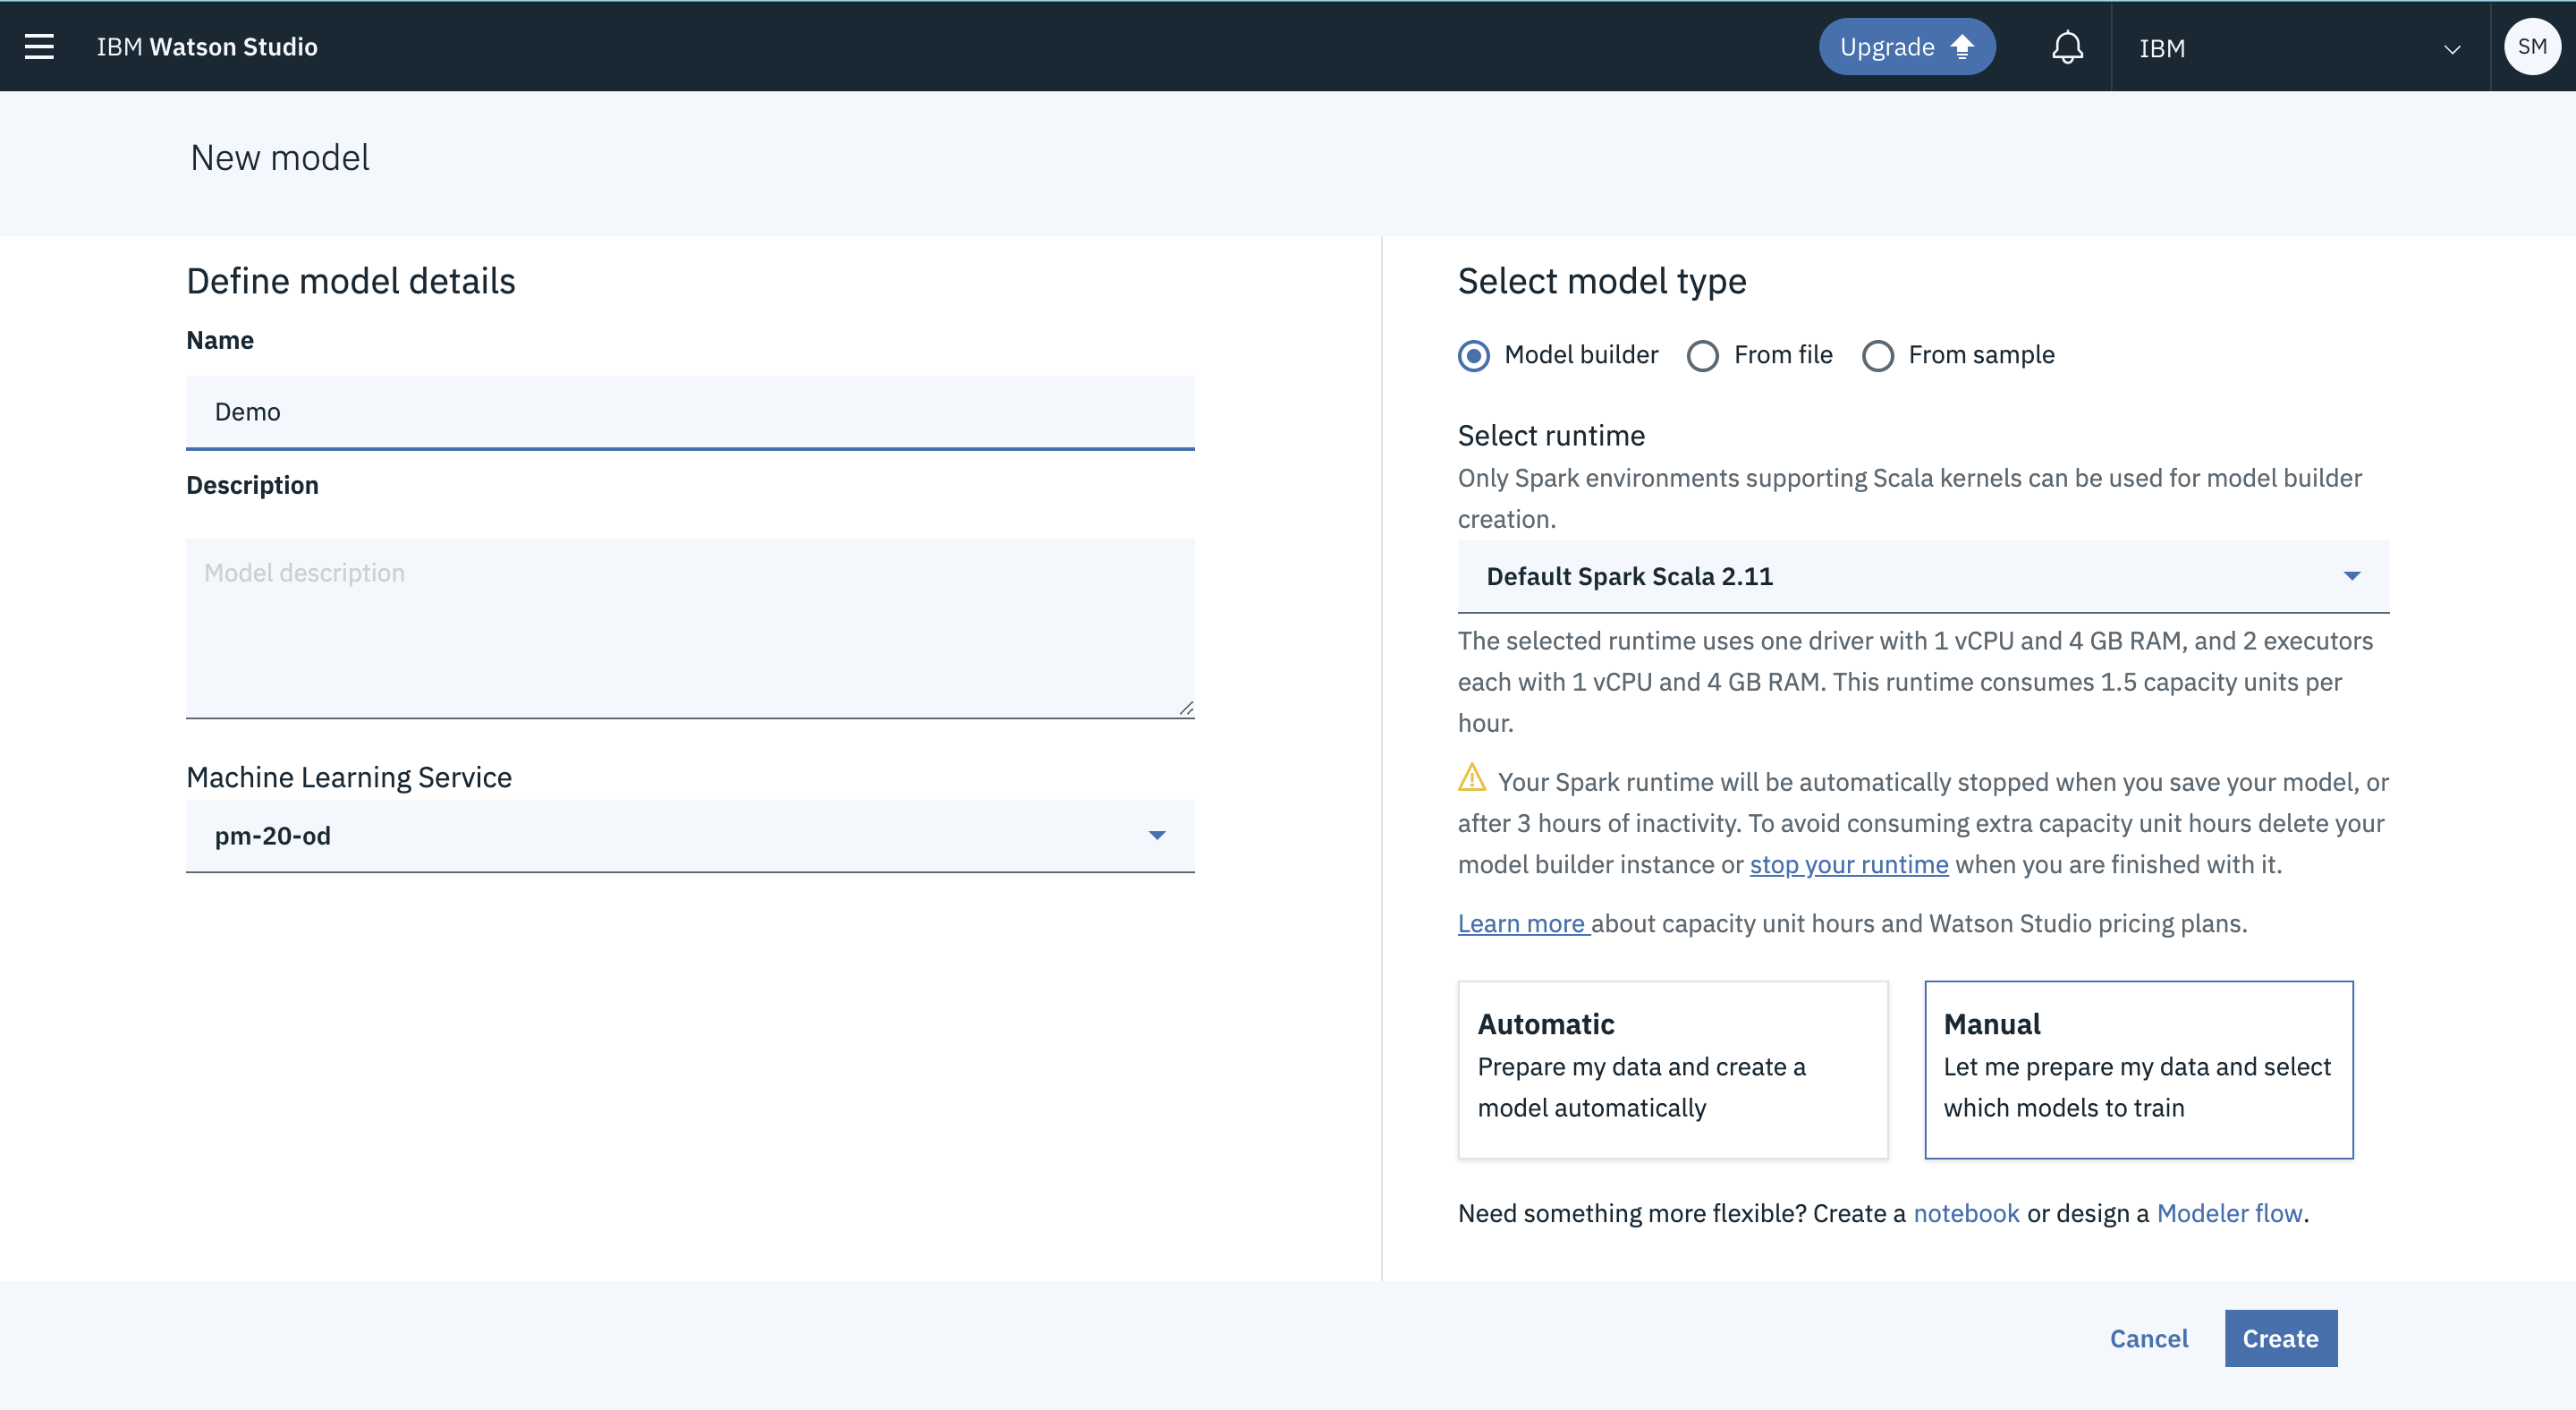 IBM Watson Studio
Upgrade
IBM
SM
New model
Define model details
Name
Demo
Description
Model description
Machine Learning Service
pm-20-od
Select model type
Model builder
From file
From sample
Select runtime
Only Spark environments supporting Scala kernels can be used for model builder
creation.
Default Spark Scala 2.11
The selected runtime uses one driver with 1 vCPU and 4 GB RAM, and 2 executors
each with 1 vCPU and 4 GB RAM. This runtime consumes 1.5 capacity units per
hour.
Your Spark runtime will be automatically stopped when you save your model, or
after 3 hours of inactivity. To avoid consuming extra capacity unit hours delete your
model builder instance or stop your runtime when you are finished with it.
Learn more about capacity unit hours and Watson Studio pricing plans.
Automatic
Prepare my data and create a
model automatically
Manual
Let me prepare my data and select
which models to train
Need something more flexible? Create a notebook or design a Modeler flow.
Cancel
Create